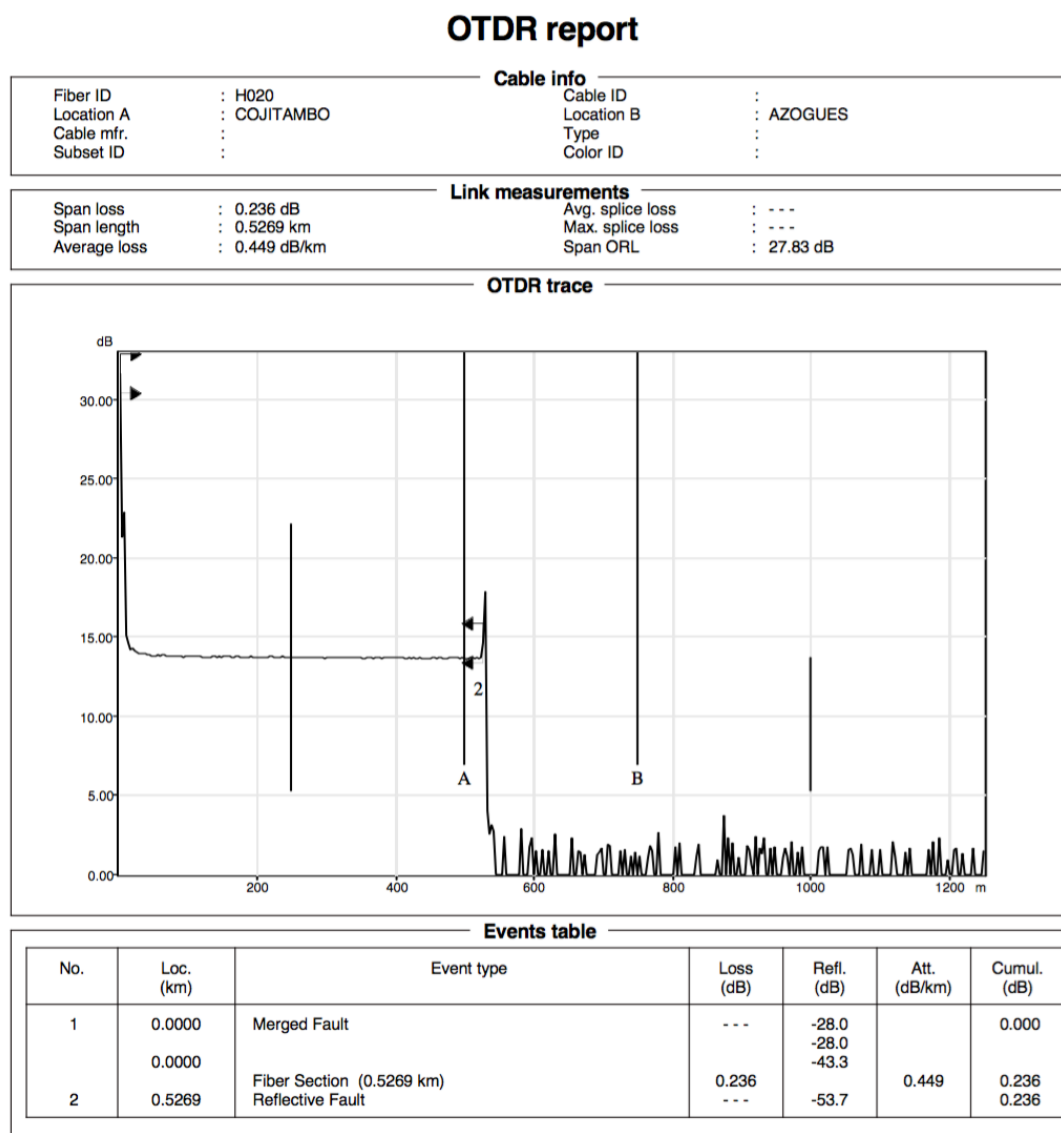 OTDR report
Cable info
Fiber ID : H020 Cable ID :
Location A : COJITAMBO Location B : AZOGUES
Cable mfr. : Type :
Subset ID : Color ID :
Link measurements
Span loss : 0.236 dB Avg. splice loss : - - -
Span length : 0.5269 km Max. splice loss : - - -
Average loss : 0.449 dB/km Span ORL : 27.83 dB
OTDR trace
dB
30.00
25.00
20.00
15.00
2
10.00
A B
5.00
0.00
200 400 600 800 1000 1200 m
Events table
No. Loc. Event type Loss Refl. Att. Cumul.
(km) (dB) (dB) (dB/km) (dB)
1 0.0000 Merged Fault - - - -28.0 0.000
-28.0
0.0000 -43.3
Fiber Section (0.5269 km) 0.236 0.449 0.236
2 0.5269 Reflective Fault - - - -53.7 0.236